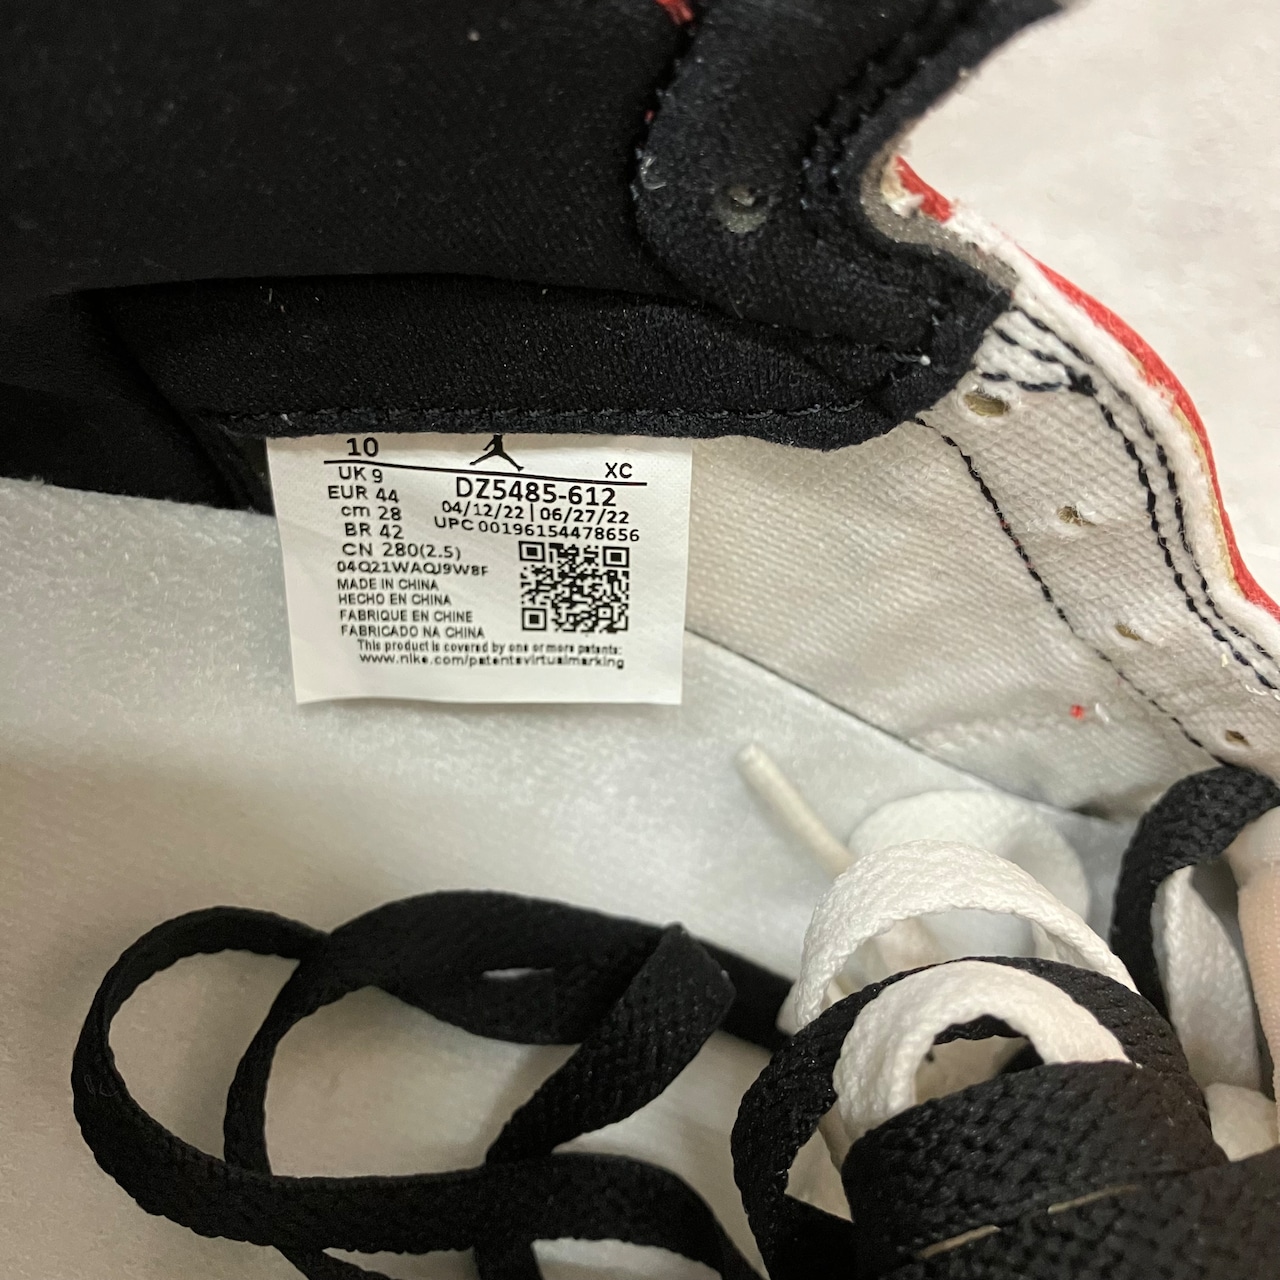 10 XC
UK 9
EUR 44
cm 28
BR 42
CN 280(2.5)
DZ5485-612
04/12/22 | 06/27/22
UPC 00196154478656
04Q21WAQJ9W8F
MADE IN CHINA
HECHO EN CHINA
FABRIQUE EN CHINE
FABRICADO NA CHINA
This product is covered by one or more patents:
www.nike.com/patentsvirtualmarking